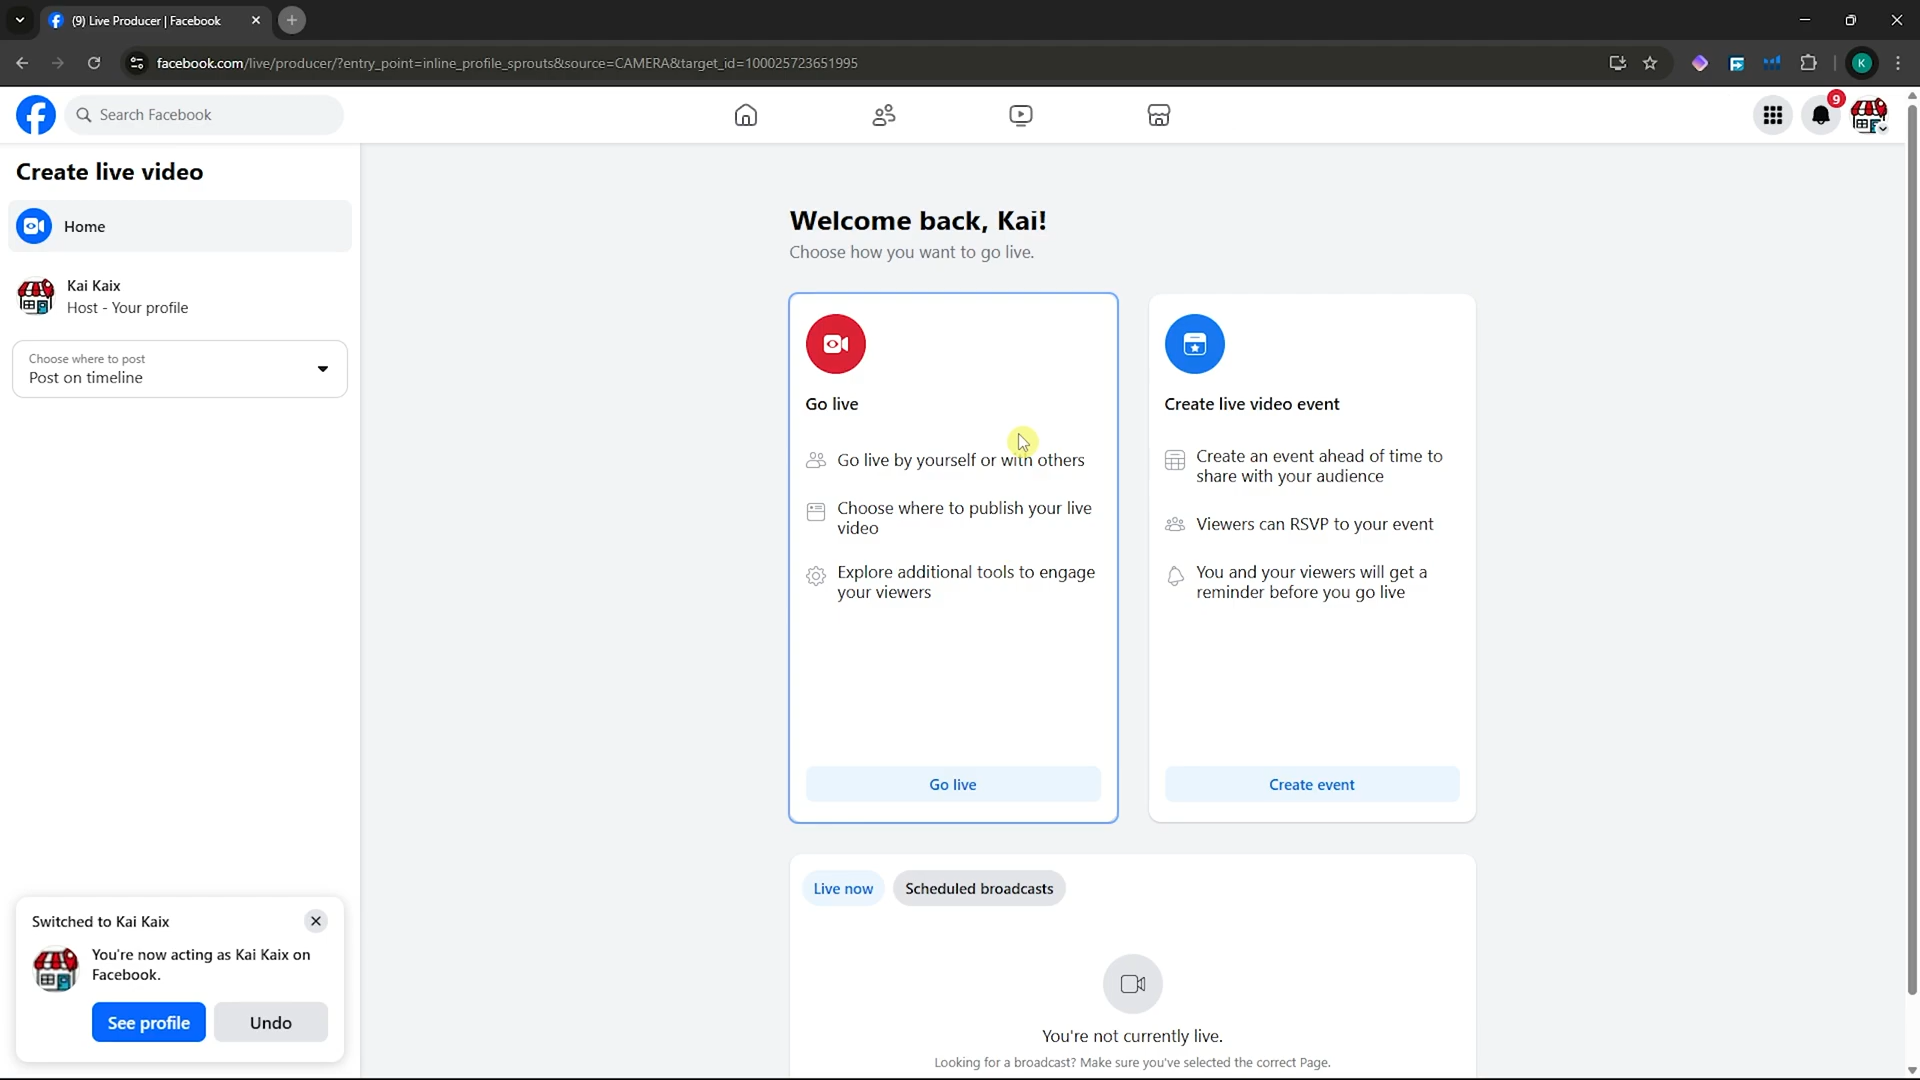 (9) Live Producer | Facebook
facebook.com/live/producer/?entry_point=inline_profile_sprouts&source=CAMERA&target_id=100025723651995
K
Search Facebook
9
Create live video
Home
Kai Kaix
Host - Your profile
Choose where to post
Post on timeline
Welcome back, Kai!
Choose how you want to go live.
Go live
Go live by yourself or with others
Choose where to publish your live
video
Explore additional tools to engage
your viewers
Go live
Create live video event
Create an event ahead of time to
share with your audience
Viewers can RSVP to your event
You and your viewers will get a
reminder before you go live
Create event
Live now
Scheduled broadcasts
You're not currently live.
Looking for a broadcast? Make sure you've selected the correct Page.
Switched to Kai Kaix
You're now acting as Kai Kaix on
Facebook.
See profile
Undo